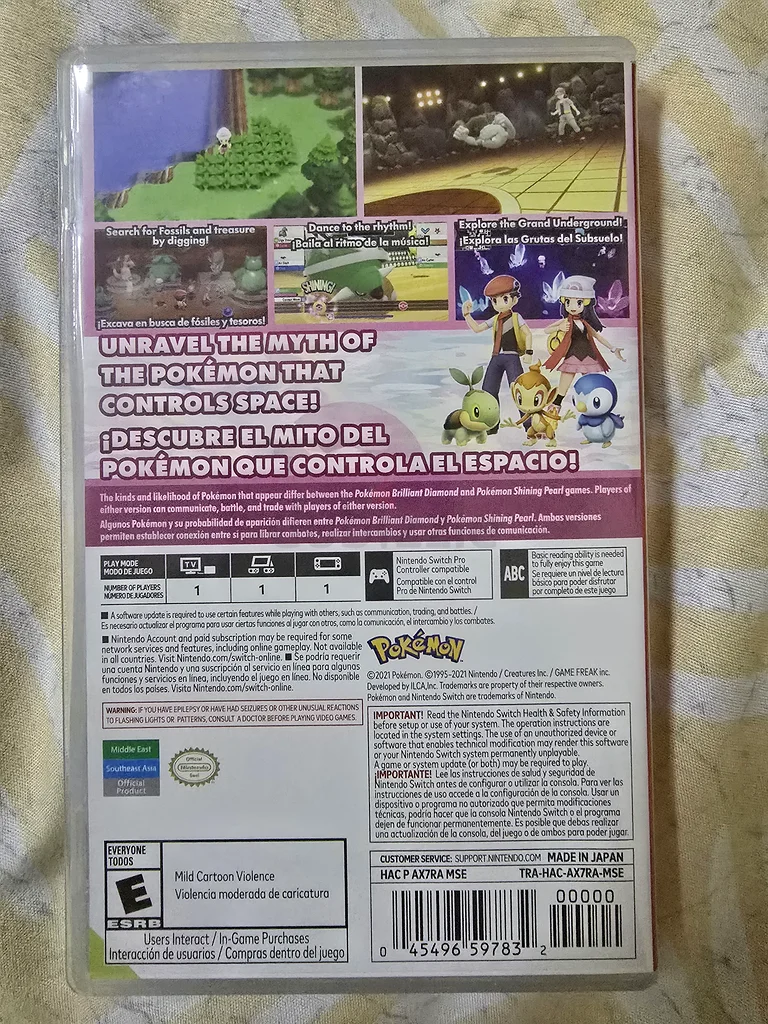 Search for Fossils and treasure
by digging!
¡Excava en busca de fósiles y tesoros!
Dance to the rhythm!
¡Baila al ritmo de la música!
SHINING!
Explore the Grand Underground!
¡Explora las Grutas del Subsuelo!
UNRAVEL THE MYTH OF
THE POKÉMON THAT
CONTROLS SPACE!
¡DESCUBRE EL MITO DEL
POKÉMON QUE CONTROLA EL ESPACIO!
The kinds and likelihood of Pokémon that appear differ between the Pokémon Brilliant Diamond and Pokémon Shining Pearl games. Players of
either version can communicate, battle, and trade with players of either version.
Algunos Pokémon y su probabilidad de aparición difieren entre Pokémon Brilliant Diamond y Pokémon Shining Pearl. Ambas versiones
permiten establecer conexión entre sí para librar combates, realizar intercambios y usar otras funciones de comunicación.
PLAY MODE
MODO DE JUEGO
TV
NUMBER OF PLAYERS
NÚMERO DE JUGADORES
1 1 1
Nintendo Switch Pro
Controller compatible
Compatible con el control
Pro de Nintendo Switch
ABC
Basic reading ability is needed
to fully enjoy this game
Se requiere un nivel de lectura
básico para poder disfrutar
por completo de este juego
■ A software update is required to use certain features while playing with others, such as communication, trading, and battles. /
Es necesario actualizar el programa para usar ciertas funciones al jugar con otros, como la comunicación, el intercambio y los combates.
■ Nintendo Account and paid subscription may be required for some
network services and features, including online gameplay. Not available
in all countries. Visit Nintendo.com/switch-online. ■ Se podría requerir
una cuenta Nintendo y una suscripción al servicio en línea para algunas
funciones y servicios en línea, incluyendo el juego en línea. No disponible
en todos los países. Visita Nintendo.com/switch-online.
POKÉMON
©2021 Pokémon. ©1995-2021 Nintendo / Creatures Inc. / GAME FREAK inc.
Developed by ILCA, Inc. Trademarks are property of their respective owners.
Pokémon and Nintendo Switch are trademarks of Nintendo.
WARNING: IF YOU HAVE EPILEPSY OR HAVE HAD SEIZURES OR OTHER UNUSUAL REACTIONS
TO FLASHING LIGHTS OR PATTERNS, CONSULT A DOCTOR BEFORE PLAYING VIDEO GAMES.
IMPORTANT! Read the Nintendo Switch Health & Safety Information
before setup or use of your system. The operation instructions are
located in the system settings. The use of an unauthorized device or
software that enables technical modification may render this software
or your Nintendo Switch system permanently unplayable.
A game or system update (or both) may be required to play.
¡IMPORTANTE! Lee las instrucciones de salud y seguridad de
Nintendo Switch antes de configurar o utilizar la consola. Para ver las
instrucciones de uso accede a la configuración de la consola. Usar un
dispositivo o programa no autorizado que permita modificaciones
técnicas, podría hacer que la consola Nintendo Switch o el programa
dejen de funcionar permanentemente. Es posible que debas realizar
una actualización de la consola, del juego o de ambos para poder jugar.
Middle East
Southeast Asia
Official
Product
Official
Nintendo
Seal
EVERYONE
TODOS
E
ESRB
Mild Cartoon Violence
Violencia moderada de caricatura
Users Interact / In-Game Purchases
Interacción de usuarios / Compras dentro del juego
CUSTOMER SERVICE: SUPPORT.NINTENDO.COM MADE IN JAPAN
HAC P AX7RA MSE TRA-HAC-AX7RA-MSE
00000
0 45496 59783 2